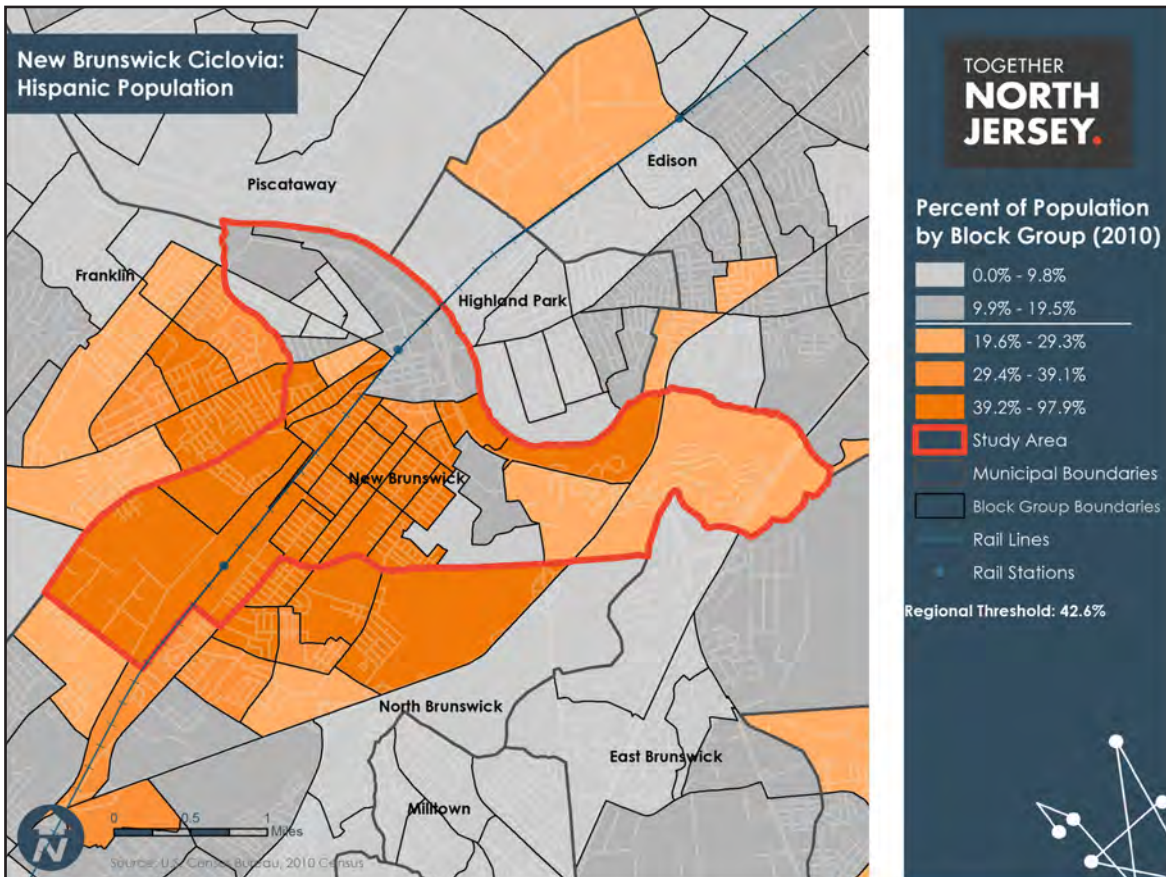 New Brunswick Ciclovia:
Hispanic Population
Piscataway
Edison
Franklin
Highland Park
New Brunswick
North Brunswick
East Brunswick
Milltown
0 0.5 1
Miles
N
Source: U.S. Census Bureau, 2010 Census
TOGETHER
NORTH
JERSEY.
Percent of Population
by Block Group (2010)
0.0% - 9.8%
9.9% - 19.5%
19.6% - 29.3%
29.4% - 39.1%
39.2% - 97.9%
Study Area
Municipal Boundaries
Block Group Boundaries
Rail Lines
Rail Stations
Regional Threshold: 42.6%